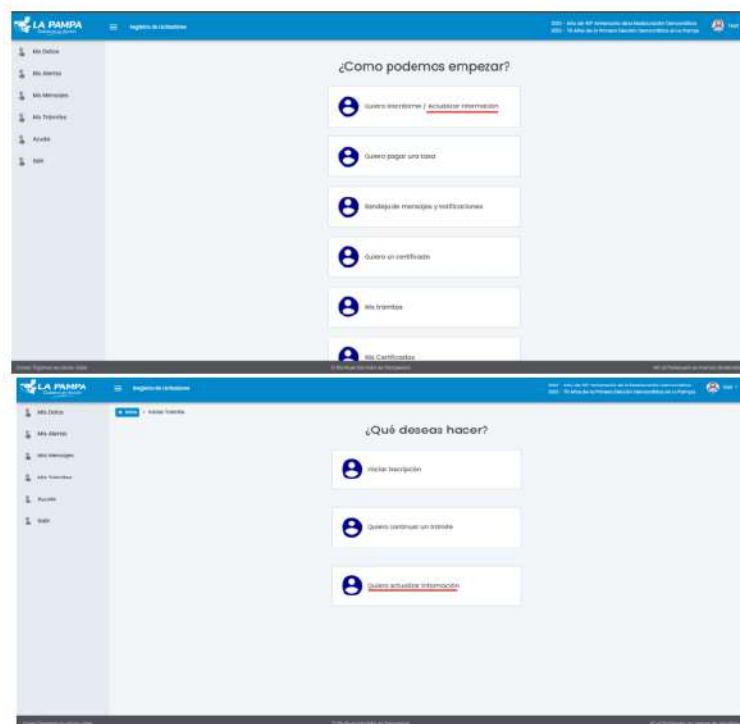 LA PAMPA
Registro de Licitadores
Mis Datos
Mis Alertas
Mis Mensajes
Mis Trámites
Ayuda
Salir
¿Como podemos empezar?
Quiero Inscribirme / Actualizar Información
Quiero pagar una tasa
Bandeja de mensajes y notificaciones
Quiero un certificado
Mis trámites
Mis Certificados
LA PAMPA
Registro de Licitadores
Mis Datos
Mis Alertas
Mis Mensajes
Mis Trámites
Ayuda
Salir
Inicio > Iniciar Trámite
¿Qué deseas hacer?
Iniciar Inscripción
Quiero continuar un trámite
Quiero actualizar información